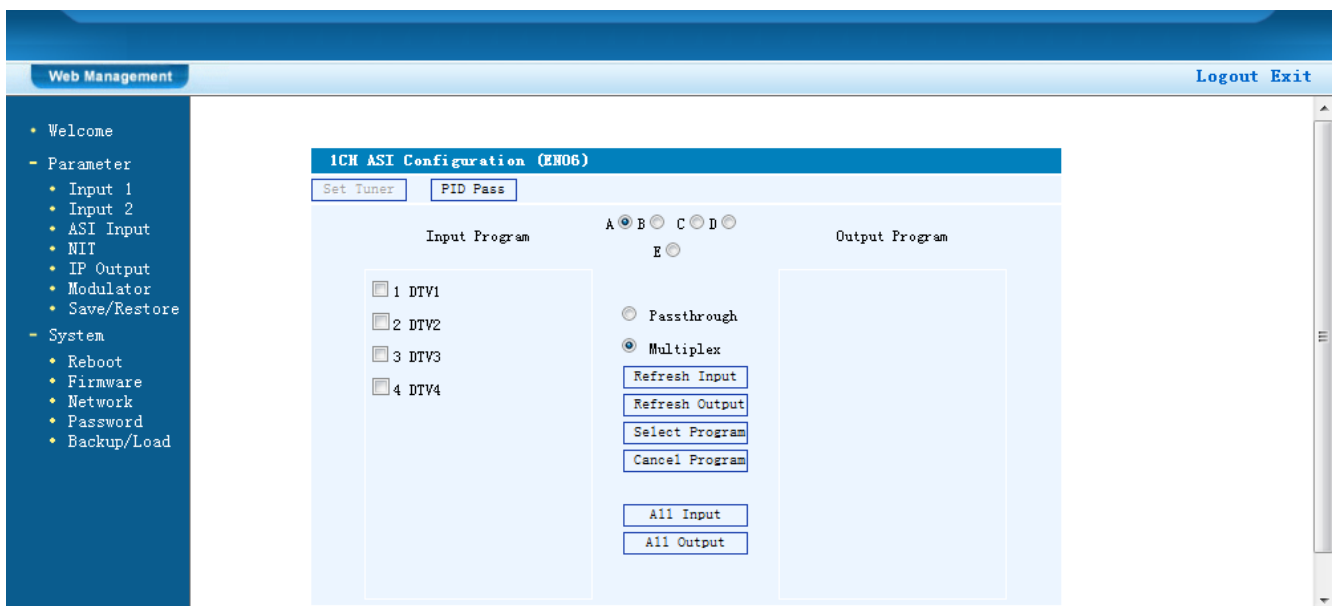 Web Management
Logout Exit
Welcome
Parameter
Input 1
Input 2
ASI Input
NIT
IP Output
Modulator
Save/Restore
System
Reboot
Firmware
Network
Password
Backup/Load
1CH ASI Configuration (EN06)
Set Tuner PID Pass
Input Program
A B C D
E
Output Program
1 DTV1
2 DTV2
3 DTV3
4 DTV4
Passthrough
Multiplex
Refresh Input
Refresh Output
Select Program
Cancel Program
All Input
All Output